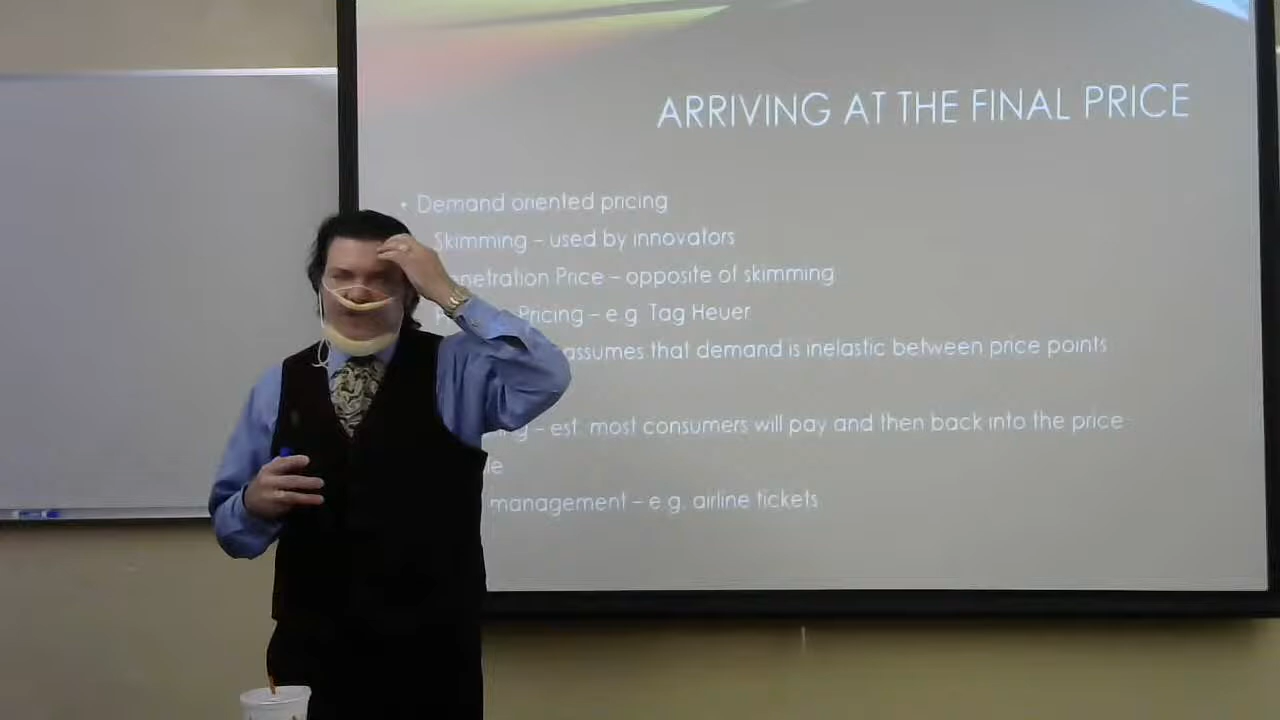 ARRIVING AT THE FINAL PRICE
• Demand oriented pricing
Skimming – used by innovators
Price – opposite of skimming
Pricing – e.g. Tag Heuer
assumes that demand is inelastic between price points
– est. most consumers will pay and then back into the price
management – e.g. airline tickets